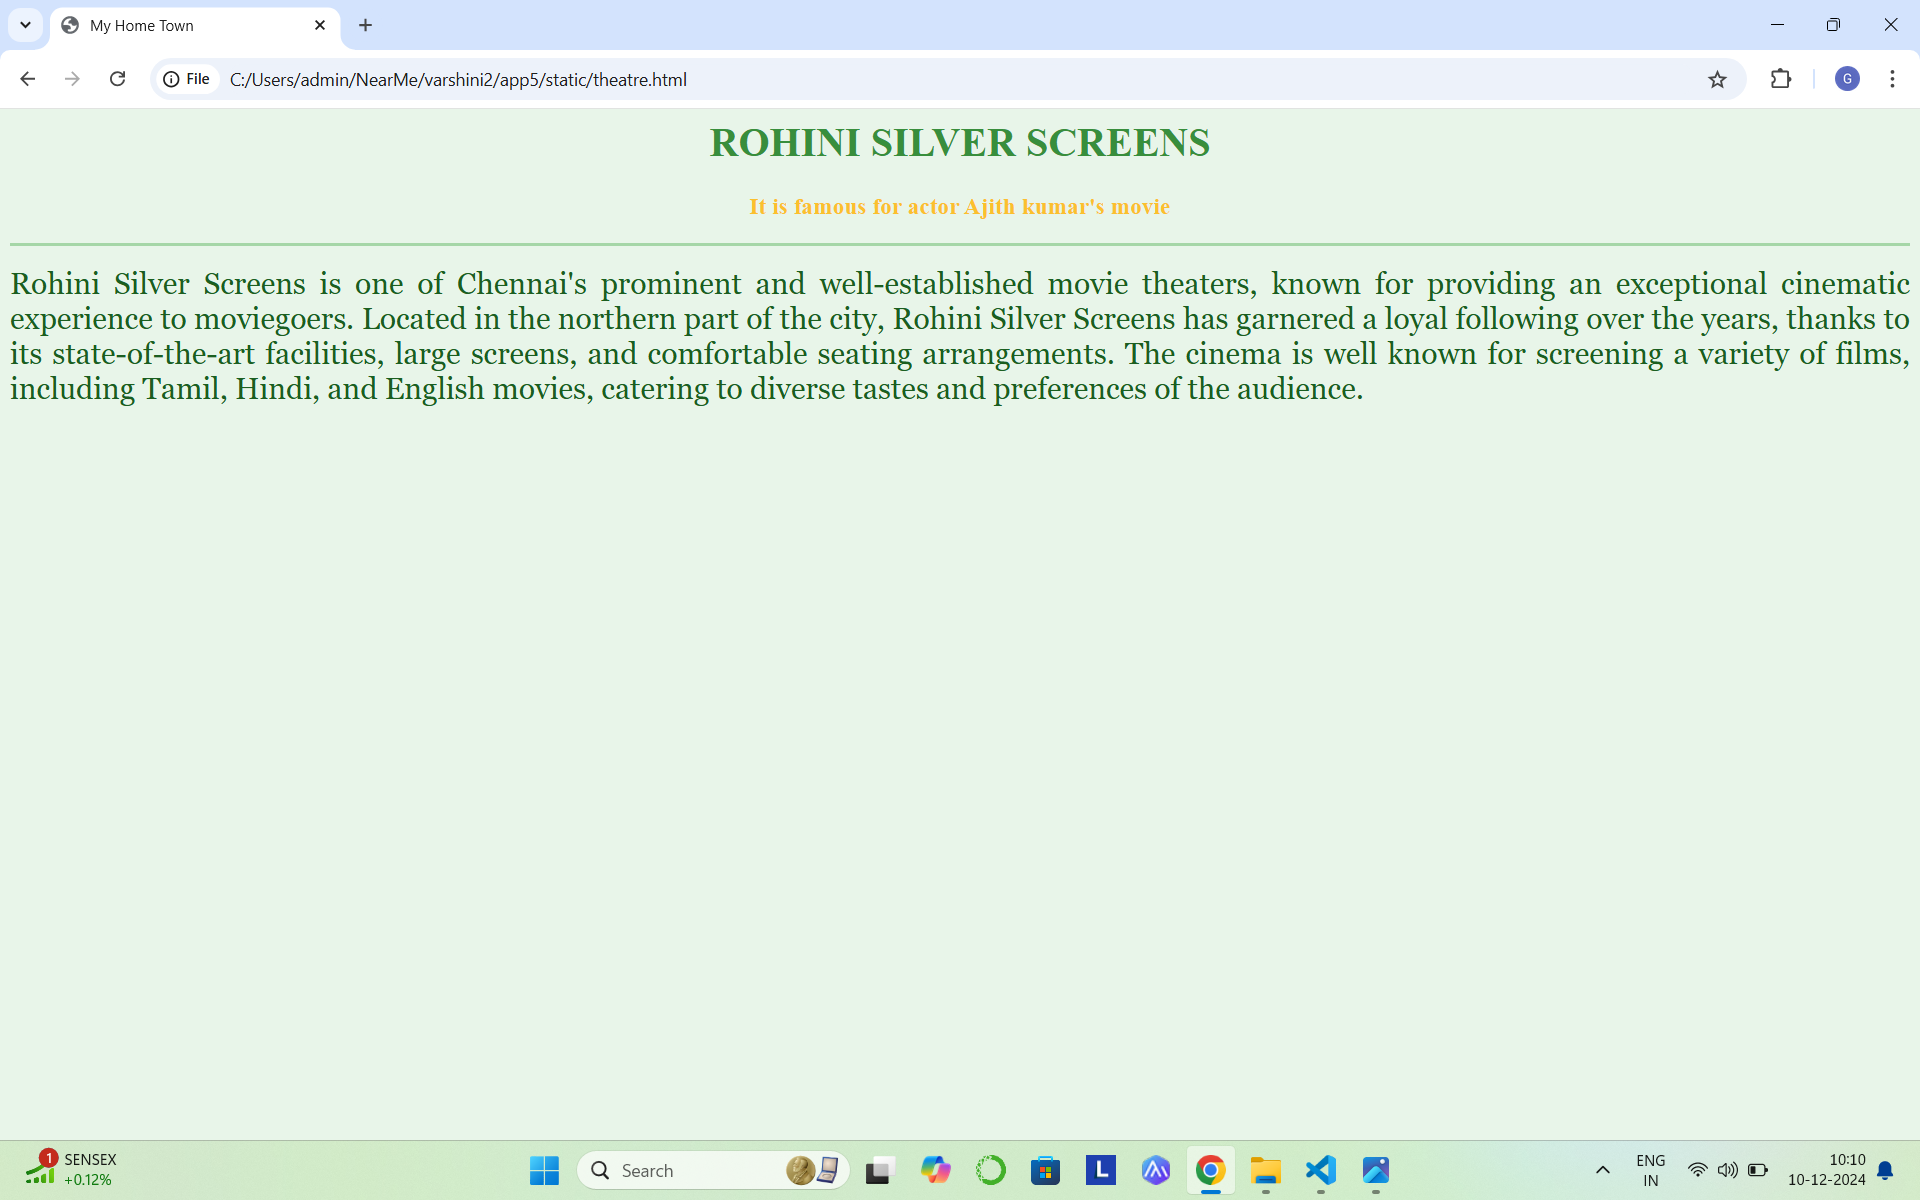 My Home Town
File
C:/Users/admin/NearMe/varshini2/app5/static/theatre.html
G
ROHINI SILVER SCREENS
It is famous for actor Ajith kumar's movie
Rohini Silver Screens is one of Chennai's prominent and well-established movie theaters, known for providing an exceptional cinematic
experience to moviegoers. Located in the northern part of the city, Rohini Silver Screens has garnered a loyal following over the years, thanks to
its state-of-the-art facilities, large screens, and comfortable seating arrangements. The cinema is well known for screening a variety of films,
including Tamil, Hindi, and English movies, catering to diverse tastes and preferences of the audience.
1
SENSEX
+0.12%
Search
L
ENG
IN
10:10
10-12-2024